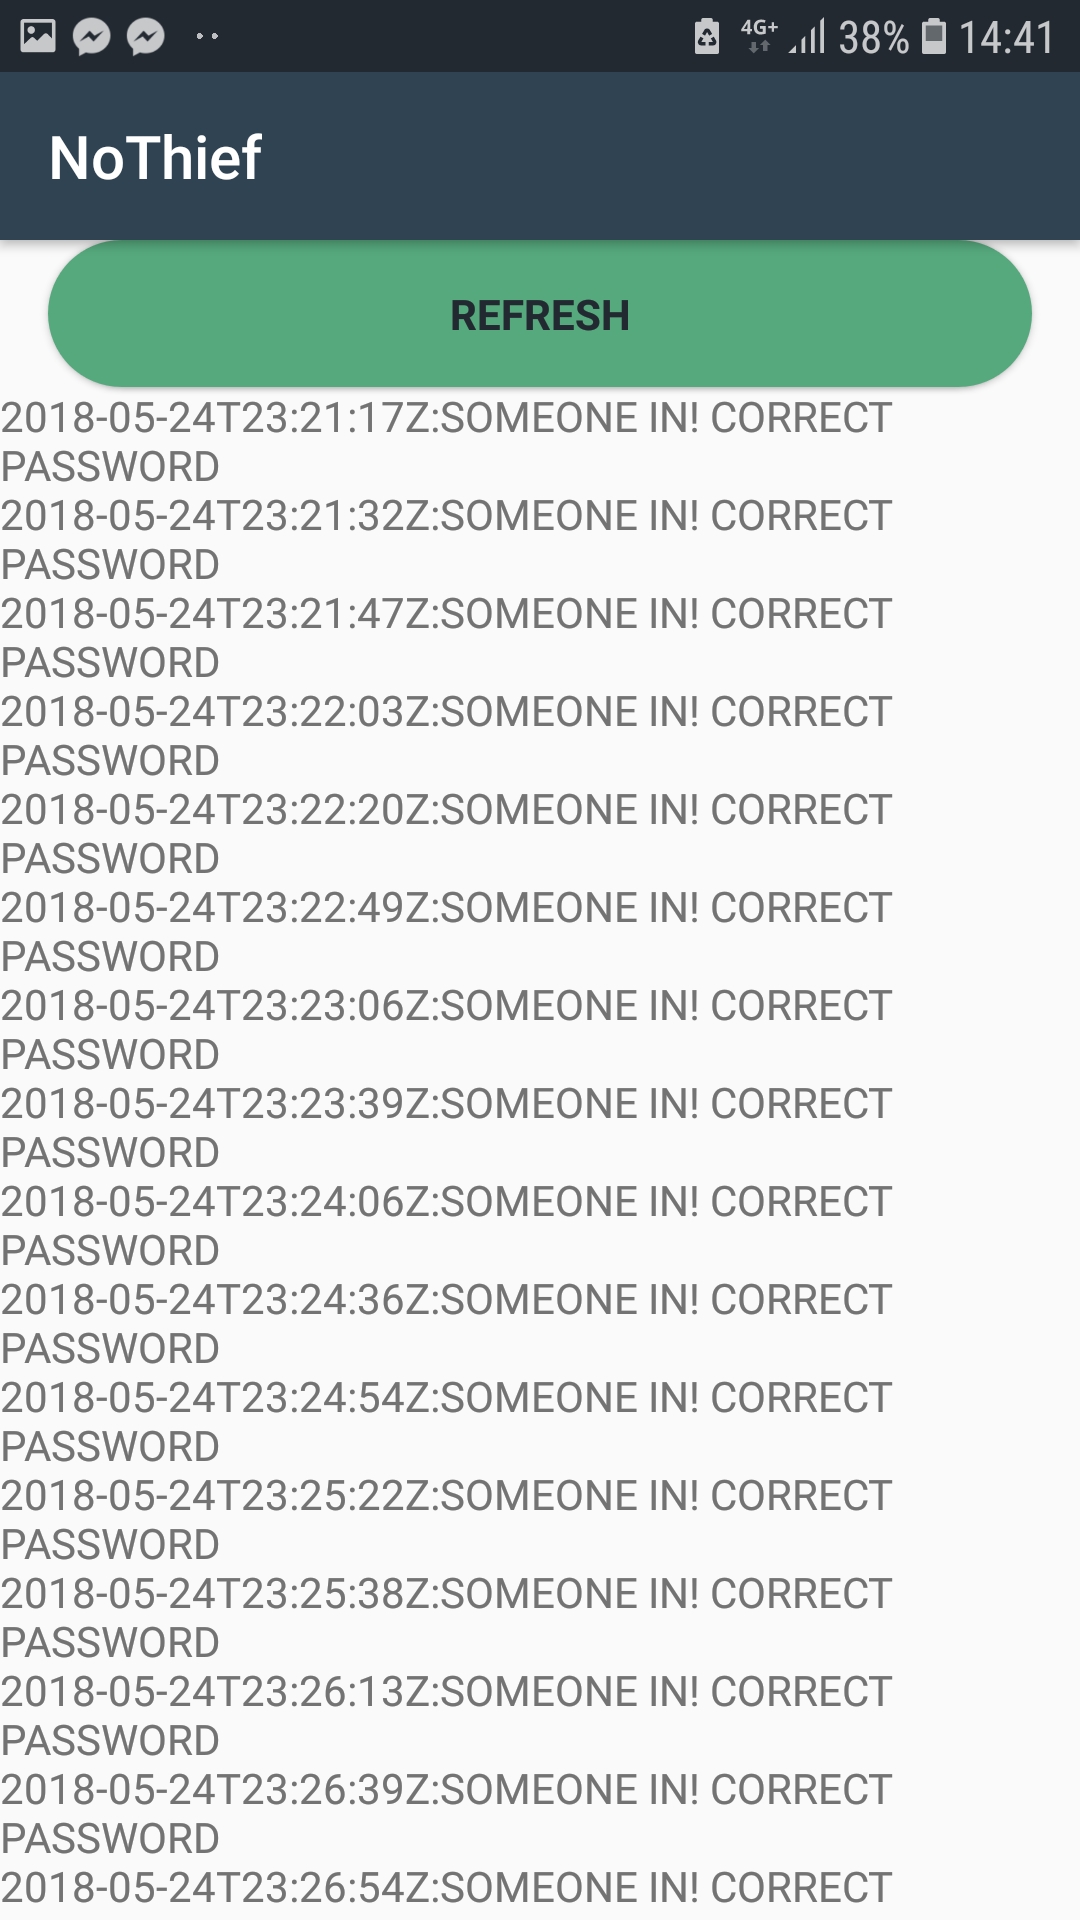 4G+ 38% 14:41
NoThief
REFRESH
2018-05-24T23:21:17Z:SOMEONE IN! CORRECT
PASSWORD
2018-05-24T23:21:32Z:SOMEONE IN! CORRECT
PASSWORD
2018-05-24T23:21:47Z:SOMEONE IN! CORRECT
PASSWORD
2018-05-24T23:22:03Z:SOMEONE IN! CORRECT
PASSWORD
2018-05-24T23:22:20Z:SOMEONE IN! CORRECT
PASSWORD
2018-05-24T23:22:49Z:SOMEONE IN! CORRECT
PASSWORD
2018-05-24T23:23:06Z:SOMEONE IN! CORRECT
PASSWORD
2018-05-24T23:23:39Z:SOMEONE IN! CORRECT
PASSWORD
2018-05-24T23:24:06Z:SOMEONE IN! CORRECT
PASSWORD
2018-05-24T23:24:36Z:SOMEONE IN! CORRECT
PASSWORD
2018-05-24T23:24:54Z:SOMEONE IN! CORRECT
PASSWORD
2018-05-24T23:25:22Z:SOMEONE IN! CORRECT
PASSWORD
2018-05-24T23:25:38Z:SOMEONE IN! CORRECT
PASSWORD
2018-05-24T23:26:13Z:SOMEONE IN! CORRECT
PASSWORD
2018-05-24T23:26:39Z:SOMEONE IN! CORRECT
PASSWORD
2018-05-24T23:26:54Z:SOMEONE IN! CORRECT